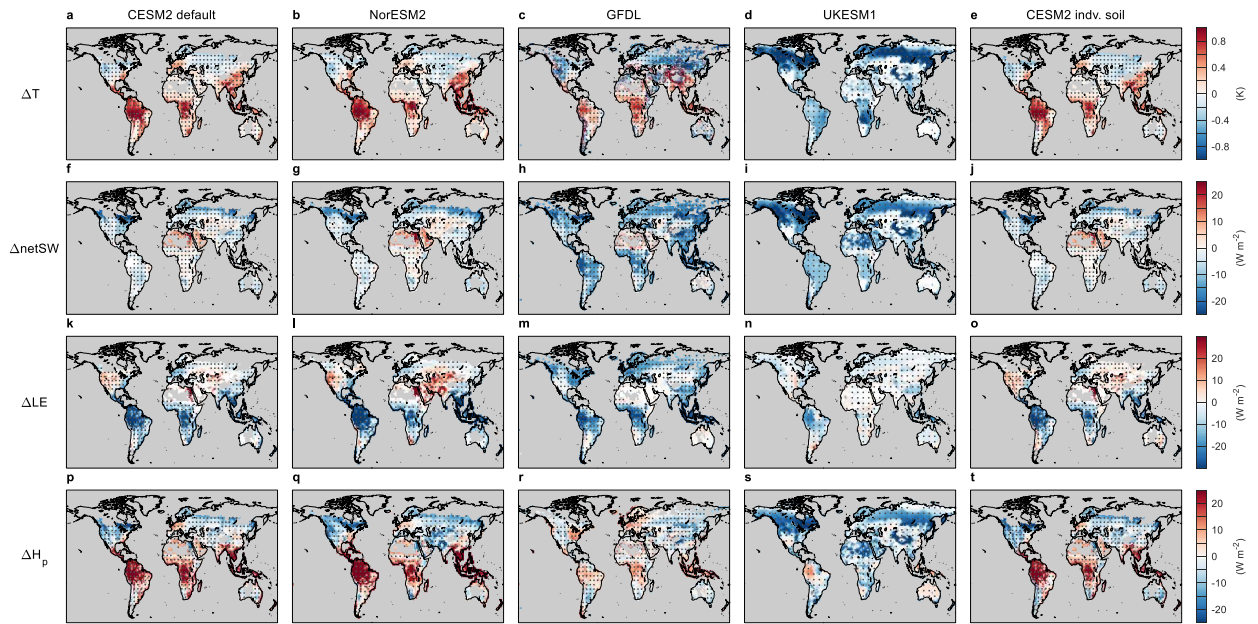 a CESM2 default b NorESM2 c GFDL d UKESM1 e CESM2 indv. soil
ΔT
0.8
0.4
0
-0.4
-0.8
(K)
f g h i j
ΔnetSW
20
10
0
-10
-20
(W m⁻²)
k l m n o
ΔLE
20
10
0
-10
-20
(W m⁻²)
p q r s t
ΔHₚ
20
10
0
-10
-20
(W m⁻²)